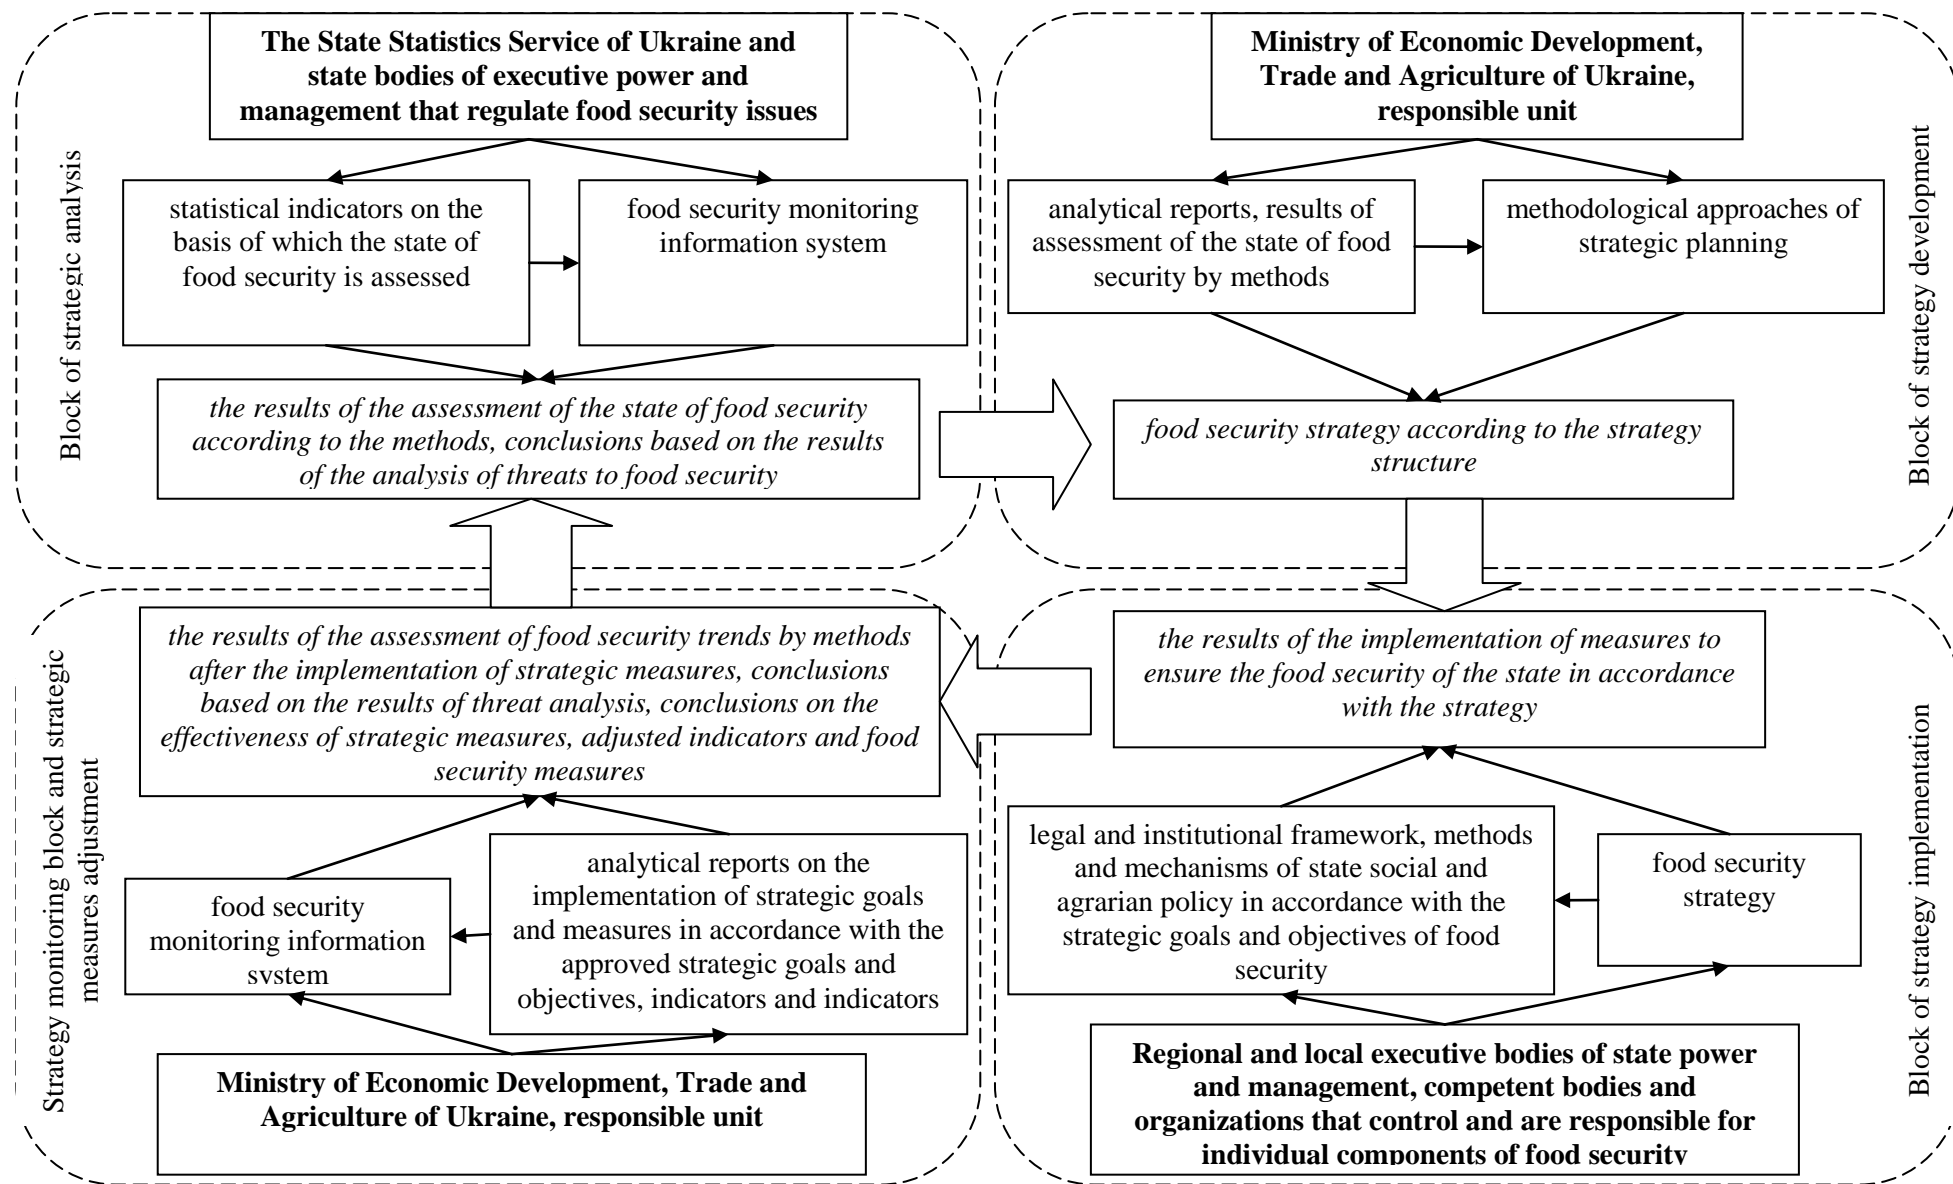 The State Statistics Service of Ukraine and
state bodies of executive power and
management that regulate food security issues
Block of strategic analysis
statistical indicators on the
basis of which the state of
food security is assessed
food security monitoring
information system
the results of the assessment of the state of food security
according to the methods, conclusions based on the results
of the analysis of threats to food security
Ministry of Economic Development,
Trade and Agriculture of Ukraine,
responsible unit
Block of strategy development
analytical reports, results of
assessment of the state of food
security by methods
methodological approaches of
strategic planning
food security strategy according to the strategy
structure
Strategy monitoring block and strategic
measures adjustment
the results of the assessment of food security trends by methods
after the implementation of strategic measures, conclusions
based on the results of threat analysis, conclusions on the
effectiveness of strategic measures, adjusted indicators and food
security measures
food security
monitoring information
system
analytical reports on the
implementation of strategic goals
and measures in accordance with the
approved strategic goals and
objectives, indicators and indicators
Ministry of Economic Development, Trade and
Agriculture of Ukraine, responsible unit
the results of the implementation of measures to
ensure the food security of the state in accordance
with the strategy
Block of strategy implementation
legal and institutional framework, methods
and mechanisms of state social and
agrarian policy in accordance with the
strategic goals and objectives of food
security
food security
strategy
Regional and local executive bodies of state power
and management, competent bodies and
organizations that control and are responsible for
individual components of food security